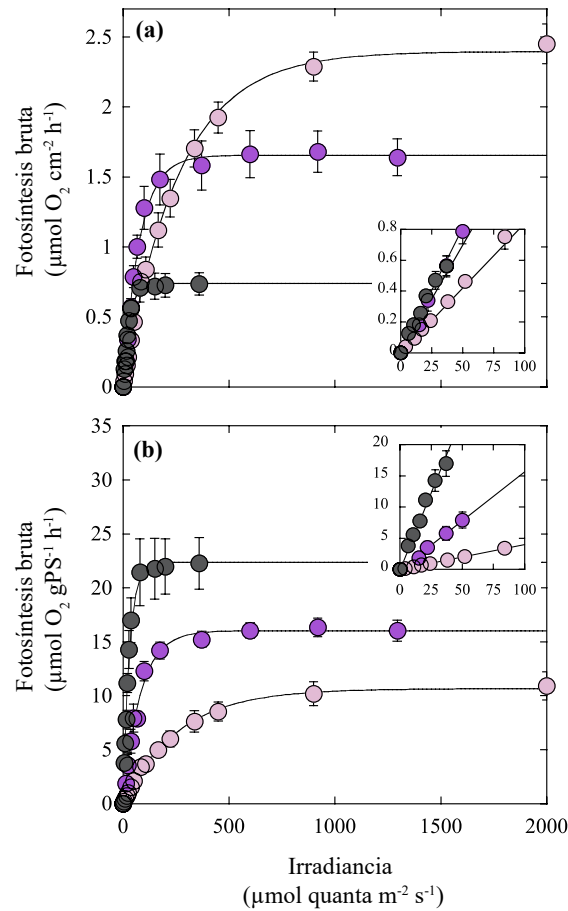 (a)
2.5
2
1.5
1
0.5
0
Fotosíntesis bruta
(µmol O₂ cm⁻² h⁻¹)
0.8
0.6
0.4
0.2
0
0 25 50 75 100
(b)
35
30
25
20
15
10
5
0
Fotosíntesis bruta
(µmol O₂ gPS⁻¹ h⁻¹)
20
15
10
5
0
0 25 50 75 100
0 500 1000 1500 2000
Irradiancia
(µmol quanta m⁻² s⁻¹)